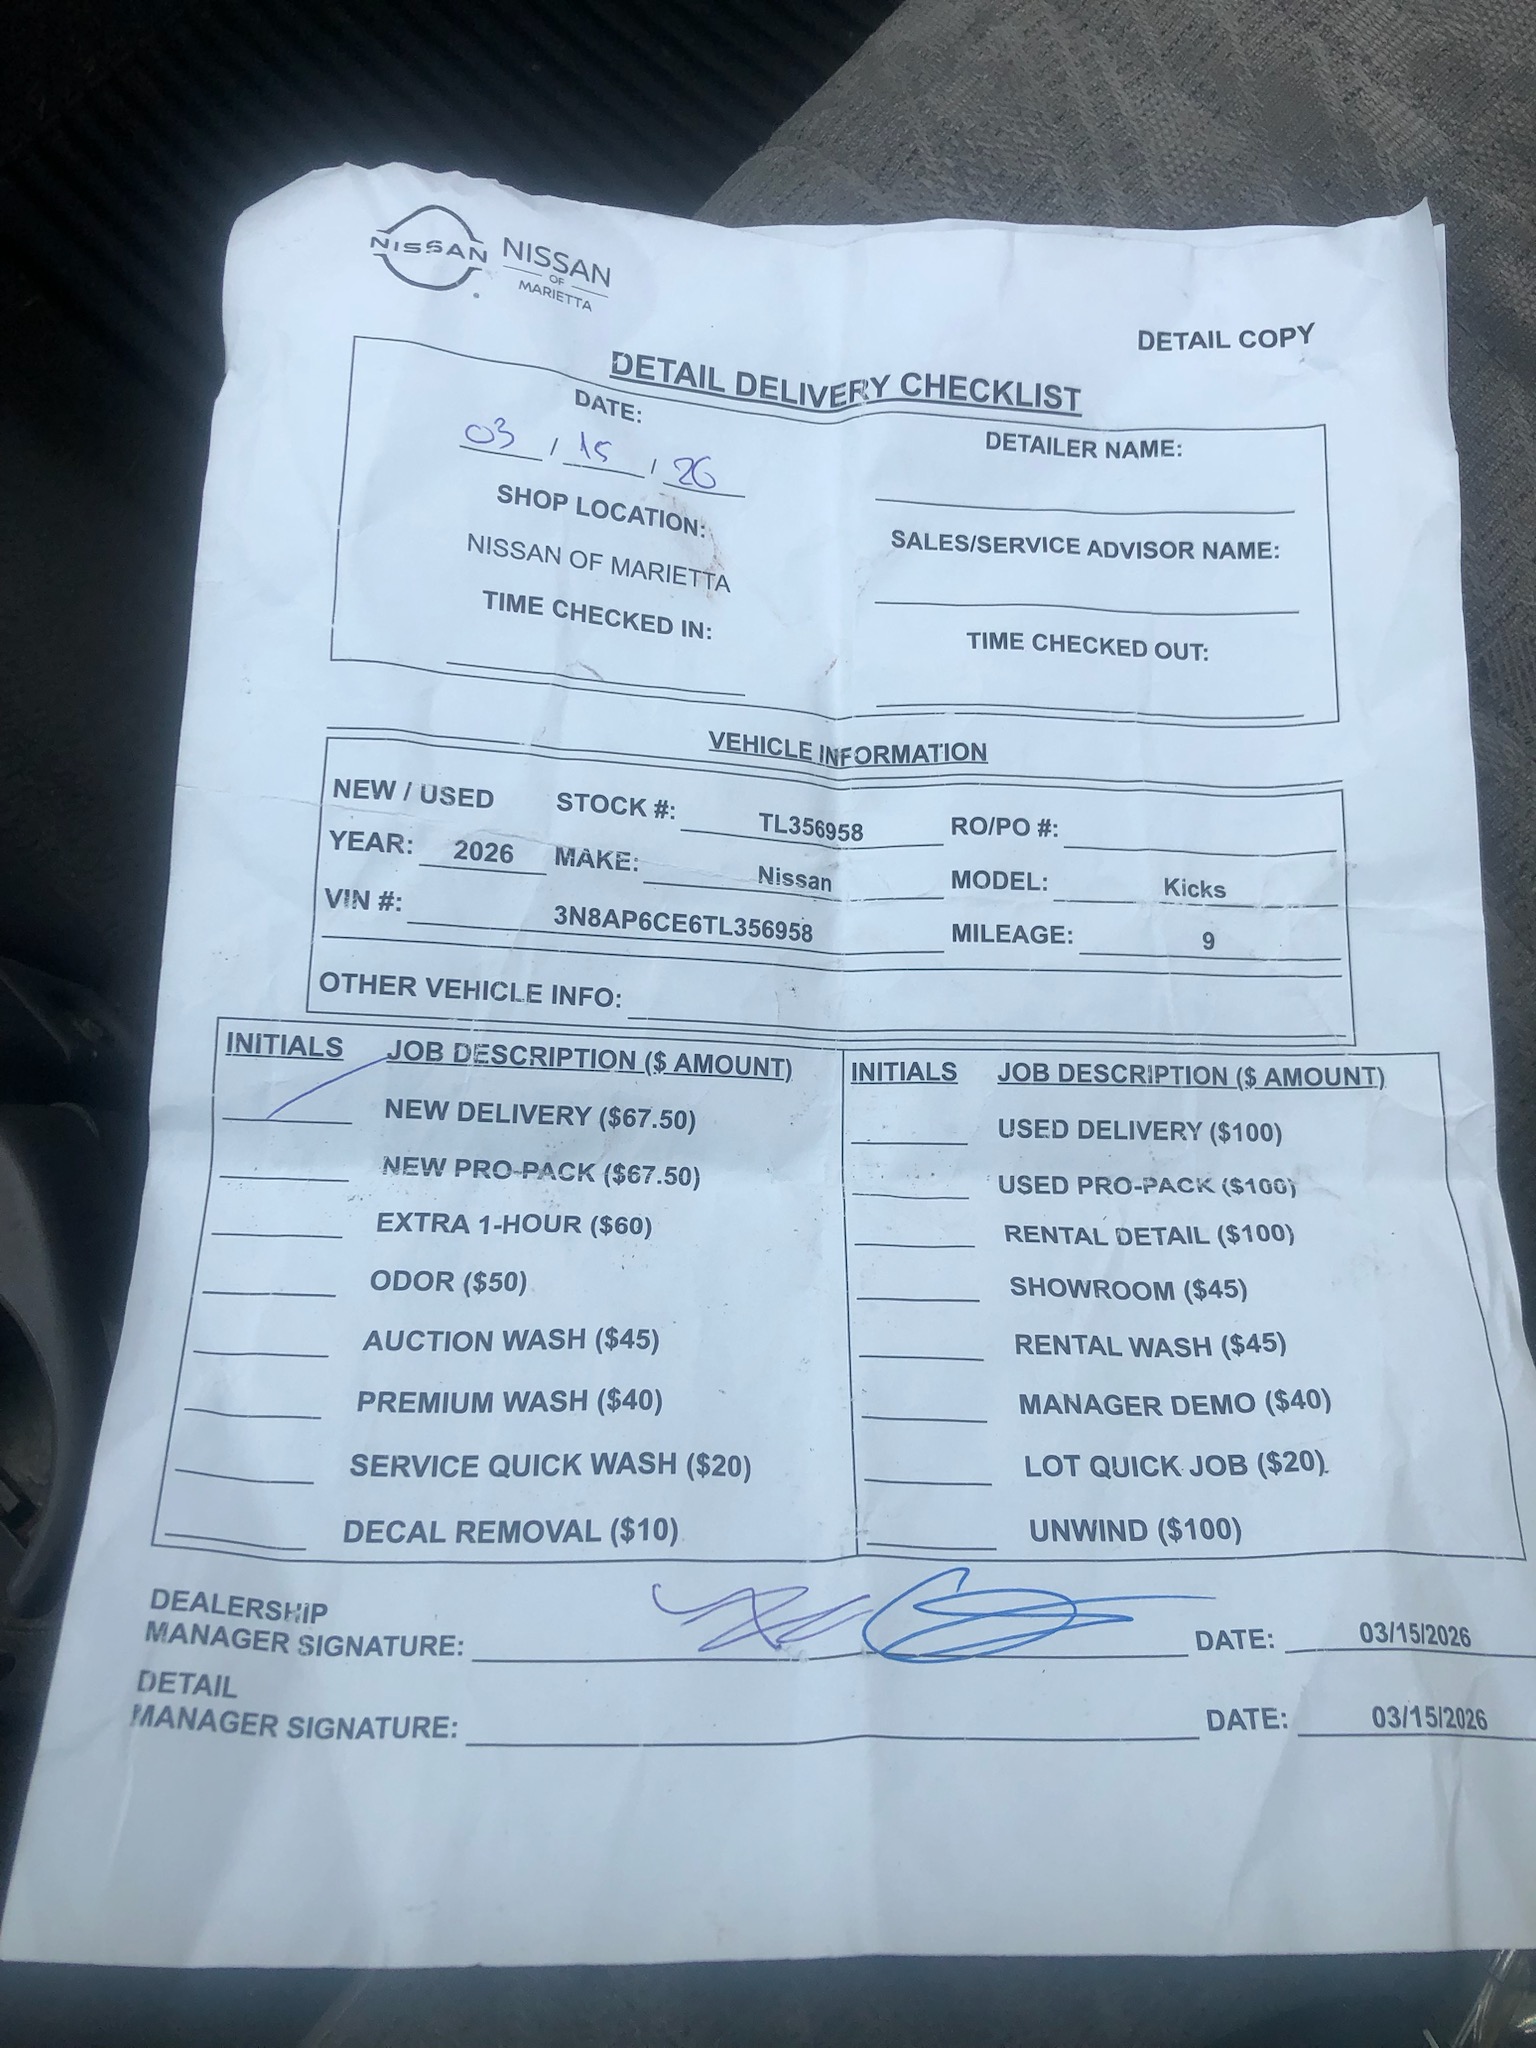 NISSAN NISSAN
OF
MARIETTA
DETAIL COPY
DETAIL DELIVERY CHECKLIST
DATE:
03 / 15 / 26
DETAILER NAME:
SHOP LOCATION:
NISSAN OF MARIETTA
SALES/SERVICE ADVISOR NAME:
TIME CHECKED IN:
TIME CHECKED OUT:
VEHICLE INFORMATION
NEW / USED STOCK #: TL356958 RO/PO #:
YEAR: 2026 MAKE: Nissan MODEL: Kicks
VIN #: 3N8AP6CE6TL356958 MILEAGE: 9
OTHER VEHICLE INFO:
INITIALS JOB DESCRIPTION ($ AMOUNT)
NEW DELIVERY ($67.50)
NEW PRO-PACK ($67.50)
EXTRA 1-HOUR ($60)
ODOR ($50)
AUCTION WASH ($45)
PREMIUM WASH ($40)
SERVICE QUICK WASH ($20)
DECAL REMOVAL ($10)
INITIALS JOB DESCRIPTION ($ AMOUNT)
USED DELIVERY ($100)
USED PRO-PACK ($100)
RENTAL DETAIL ($100)
SHOWROOM ($45)
RENTAL WASH ($45)
MANAGER DEMO ($40)
LOT QUICK JOB ($20)
UNWIND ($100)
DEALERSHIP
MANAGER SIGNATURE: DATE: 03/15/2026
DETAIL
MANAGER SIGNATURE: DATE: 03/15/2026